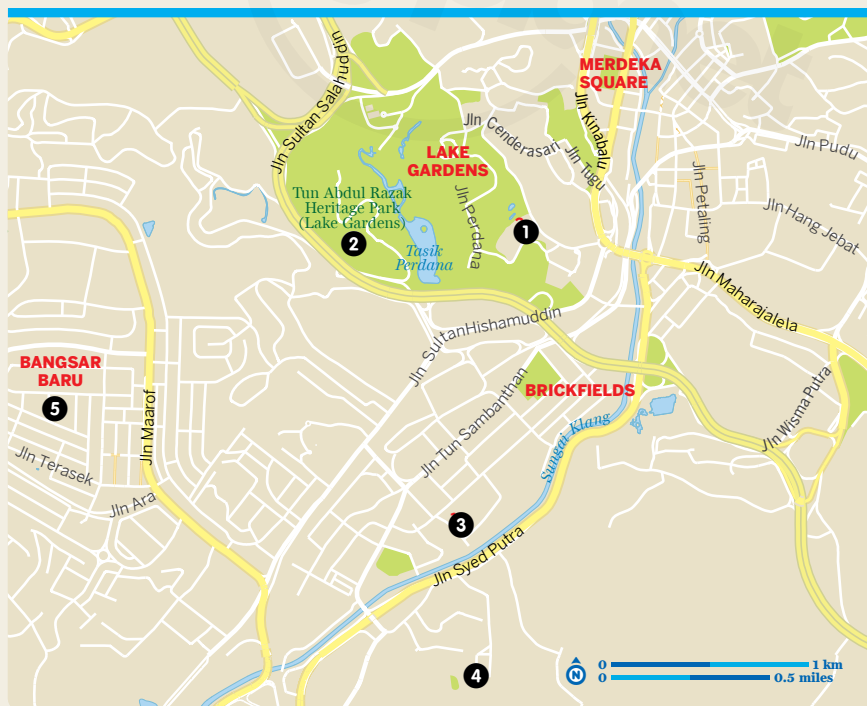 Jln Sultan Salahuddin
MERDEKA
SQUARE
Jln Kinabalu
Jln Cenderasari
Jln Tugu
Jln Pudu
LAKE
GARDENS
Jln Perdana
Jln Petaling
Jln Hang Jebat
Tun Abdul Razak
Heritage Park
(Lake Gardens)
1
2
Tasik
Perdana
Jln Maharajalela
Jln Sultan Hishamuddin
BANGSAR
BARU
5
Jln Maarof
BRICKFIELDS
Jln Tun Sambanthan
Jln Wisma Putra
Sungai Klang
Jln Terasek
Jln Ara
3
Jln Syed Putra
4
N
0 1 km
0 0.5 miles